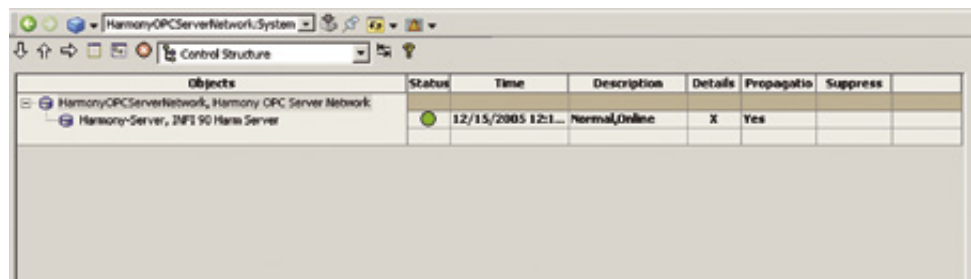 HarmonyOPCServerNetwork:System
Control Structure
Objects Status Time Description Details Propagatio Suppress
HarmonyOPCServerNetwork, Harmony OPC Server Network
Harmony-Server, INFI 90 Harm Server 12/15/2005 12:1... Normal,Online X Yes